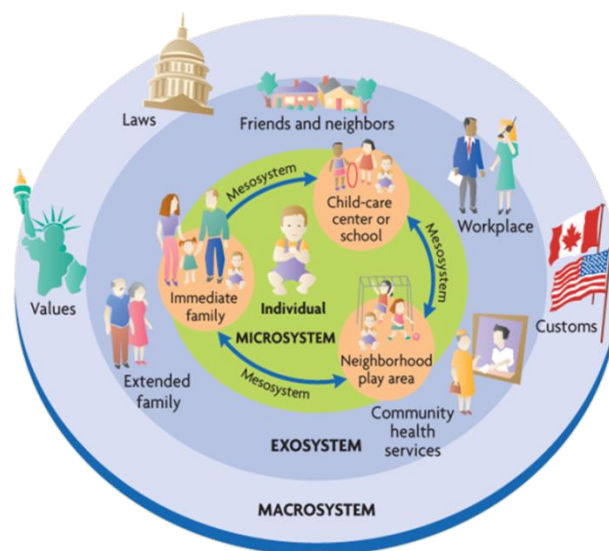 Laws
Friends and neighbors
Mesosystem
Child-care
center or
school
Workplace
Mesosystem
Values
Immediate
family
Individual
MICROSYSTEM
Customs
Neighborhood
play area
Mesosystem
Extended
family
Community
health
services
EXOSYSTEM
MACROSYSTEM